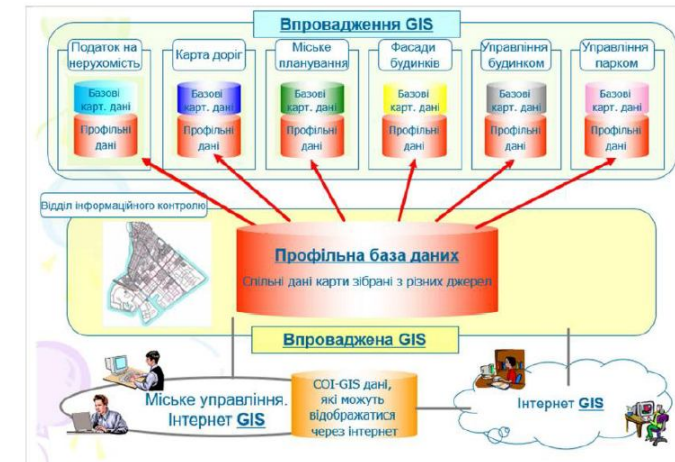 Впровадження GIS
Податок на
нерухомість
Карта доріг
Міське
планування
Фасади
будинків
Управління
будинком
Управління
парком
Базові
карт. дані
Базові
карт. дані
Базові
карт. дані
Базові
карт. дані
Базові
карт. дані
Базові
карт. дані
Профільні
дані
Профільні
дані
Профільні
дані
Профільні
дані
Профільні
дані
Профільні
дані
Відділ інформаційного контролю
Профільна база даних
Спільні дані карти зібрані з різних джерел
Впроваджена GIS
Міське управління.
Інтернет GIS
COI-GIS дані,
які можуть
відображатися
через інтернет
Інтернет GIS